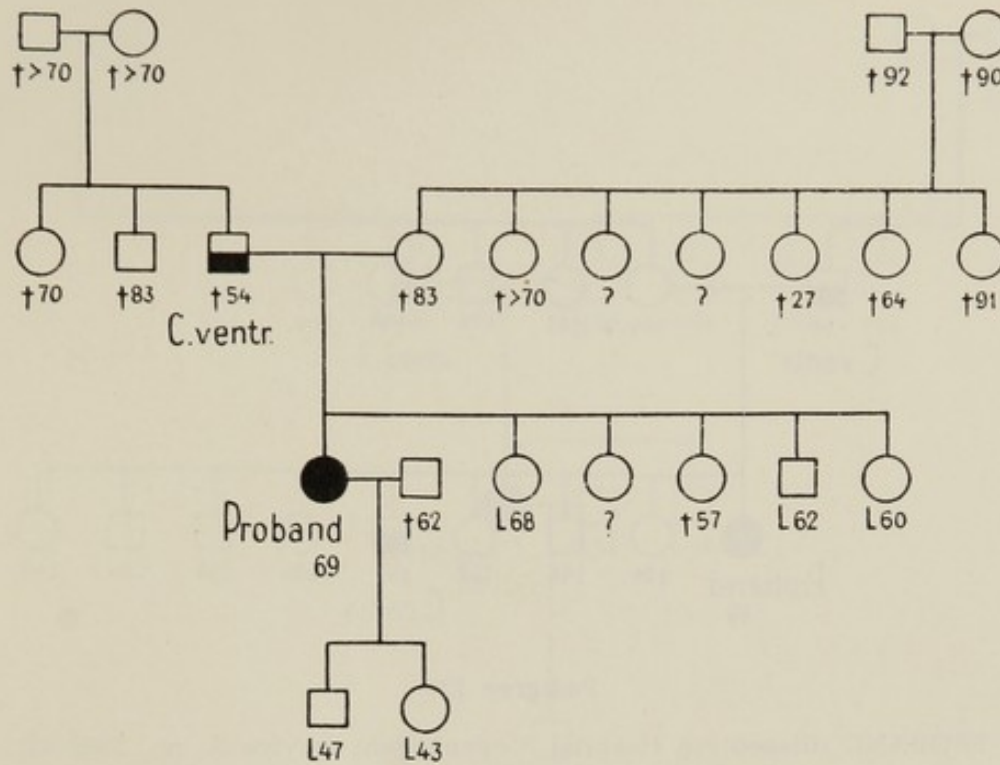 †>70 †>70 †92 †90
†70 †83 †54 †83 †>70 ? ? †27 †64 †91
C.ventr.
Proband †62 L68 ? †57 L62 L60
69
L47 L43